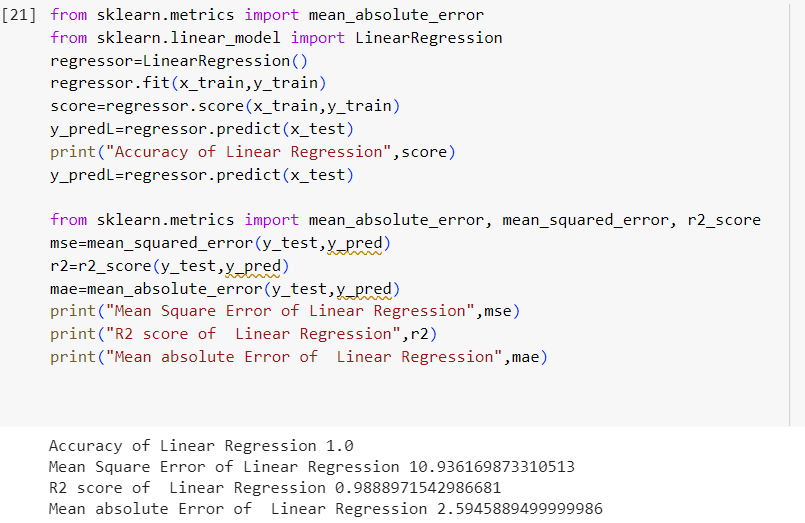 [21] from sklearn.metrics import mean_absolute_error
from sklearn.linear_model import LinearRegression
regressor=LinearRegression()
regressor.fit(x_train,y_train)
score=regressor.score(x_train,y_train)
y_predL=regressor.predict(x_test)
print("Accuracy of Linear Regression",score)
y_predL=regressor.predict(x_test)
from sklearn.metrics import mean_absolute_error, mean_squared_error, r2_score
mse=mean_squared_error(y_test,y_pred)
r2=r2_score(y_test,y_pred)
mae=mean_absolute_error(y_test,y_pred)
print("Mean Square Error of Linear Regression",mse)
print("R2 score of  Linear Regression",r2)
print("Mean absolute Error of  Linear Regression",mae)
Accuracy of Linear Regression 1.0
Mean Square Error of Linear Regression 10.936169873310513
R2 score of  Linear Regression 0.9888971542986681
Mean absolute Error of  Linear Regression 2.5945889499999986